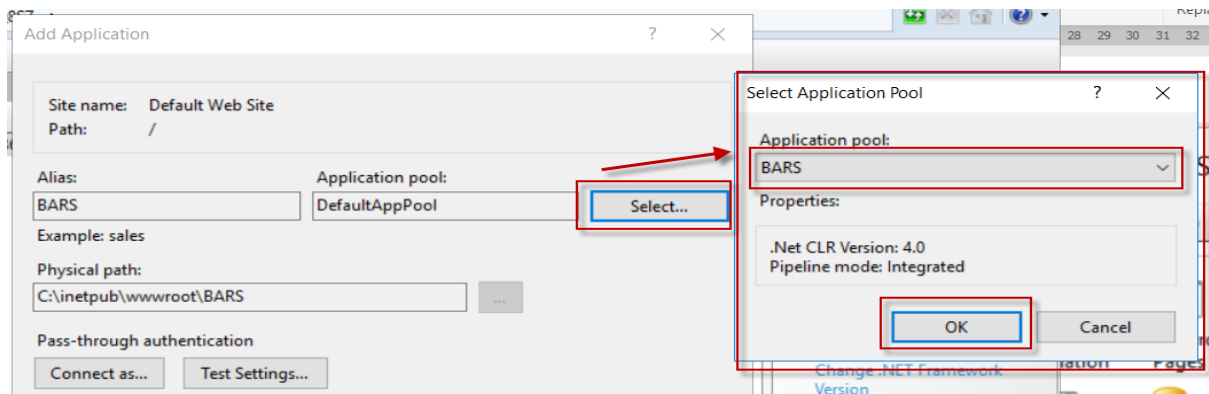 Add Application
?
28 29 30 31 32
Site name: Default Web Site
Path: /
Alias:
Application pool:
BARS
DefaultAppPool
Select...
Example: sales
Physical path:
C:\inetpub\wwwroot\BARS
...
Pass-through authentication
Connect as...
Test Settings...
Select Application Pool
?
Application pool:
BARS
Properties:
.Net CLR Version: 4.0
Pipeline mode: Integrated
OK
Cancel
Change .NET Framework
Version
Pages